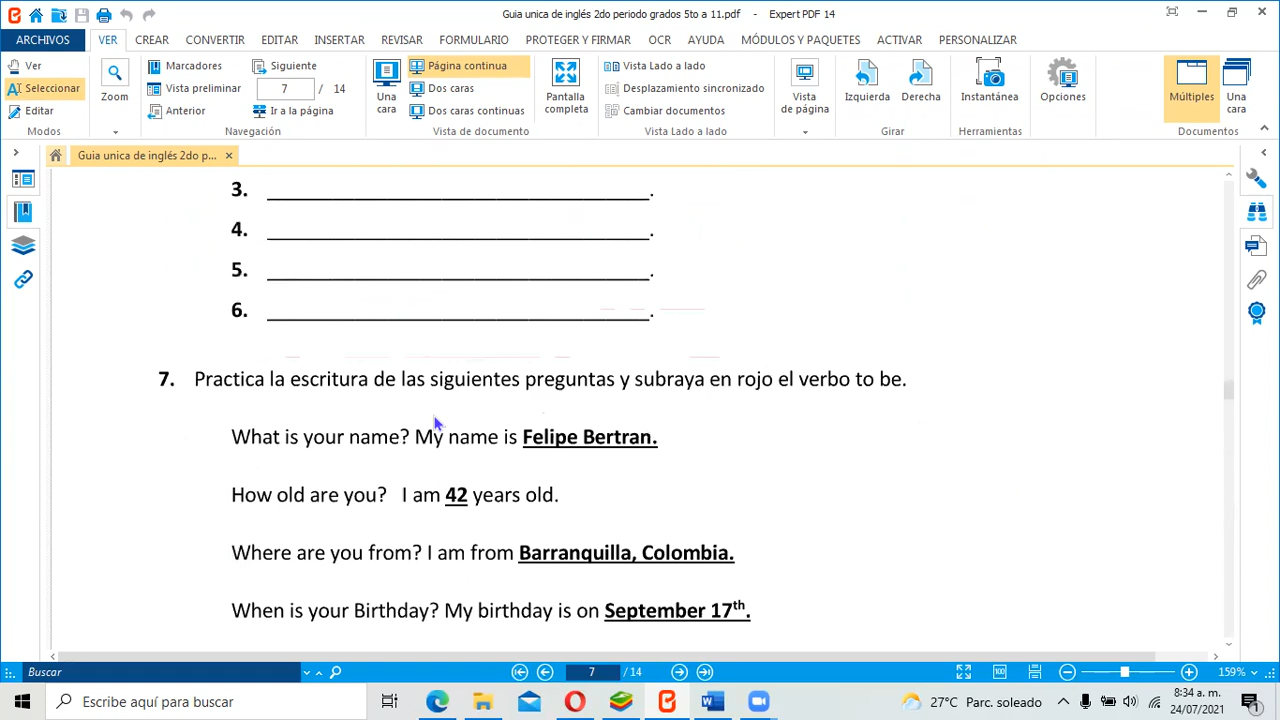 Guia unica de inglés 2do periodo grados 5to a 11.pdf - Expert PDF 14
ARCHIVOS VER CREAR CONVERTIR EDITAR INSERTAR REVISAR FORMULARIO PROTEGER Y FIRMAR OCR AYUDA MÓDULOS Y PAQUETES ACTIVAR PERSONALIZAR
Ver
Seleccionar
Editar
Modos
Zoom
Marcadores Siguiente
Vista preliminar 7 / 14
Anterior Ir a la página
Navegación
Una cara
Página continua
Dos caras
Dos caras continuas
Vista de documento
Pantalla completa
Vista Lado a lado
Desplazamiento sincronizado
Cambiar documentos
Vista Lado a lado
Vista de página
Izquierda Derecha
Girar
Instantánea
Herramientas
Opciones
Múltiples Una cara
Documentos
Guia unica de inglés 2do p...
3. ______________________________________.
4. ______________________________________.
5. ______________________________________.
6. ______________________________________.
7. Practica la escritura de las siguientes preguntas y subraya en rojo el verbo to be.
What is your name? My name is Felipe Bertran.
How old are you? I am 42 years old.
Where are you from? I am from Barranquilla, Colombia.
When is your Birthday? My birthday is on September 17th.
Buscar 7 / 14 159%
Escribe aquí para buscar
27°C Parc. soleado
8:34 a. m.
24/07/2021